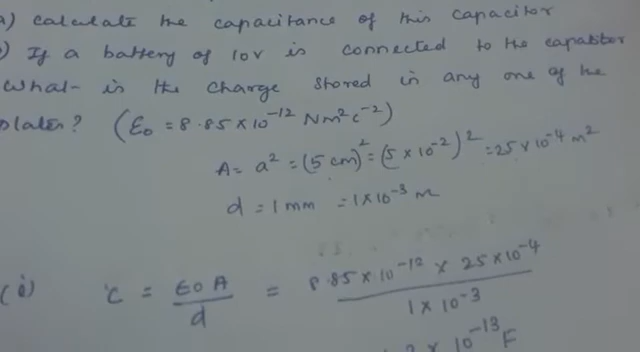 A) calculate the capacitance of this capacitor
) If a battery of 10V is connected to the capacitor
What is the charge stored in any one of the
plates? (ε₀ = 8.85×10⁻¹² Nm²c⁻²)
A = a² = (5 cm)² = (5 × 10⁻²)² = 25×10⁻⁴ m²
d = 1 mm = 1×10⁻³ m
(i) C = ε0 A / d = 8.85×10⁻¹² × 25×10⁻⁴ / 1 × 10⁻³
× 10⁻¹³ F